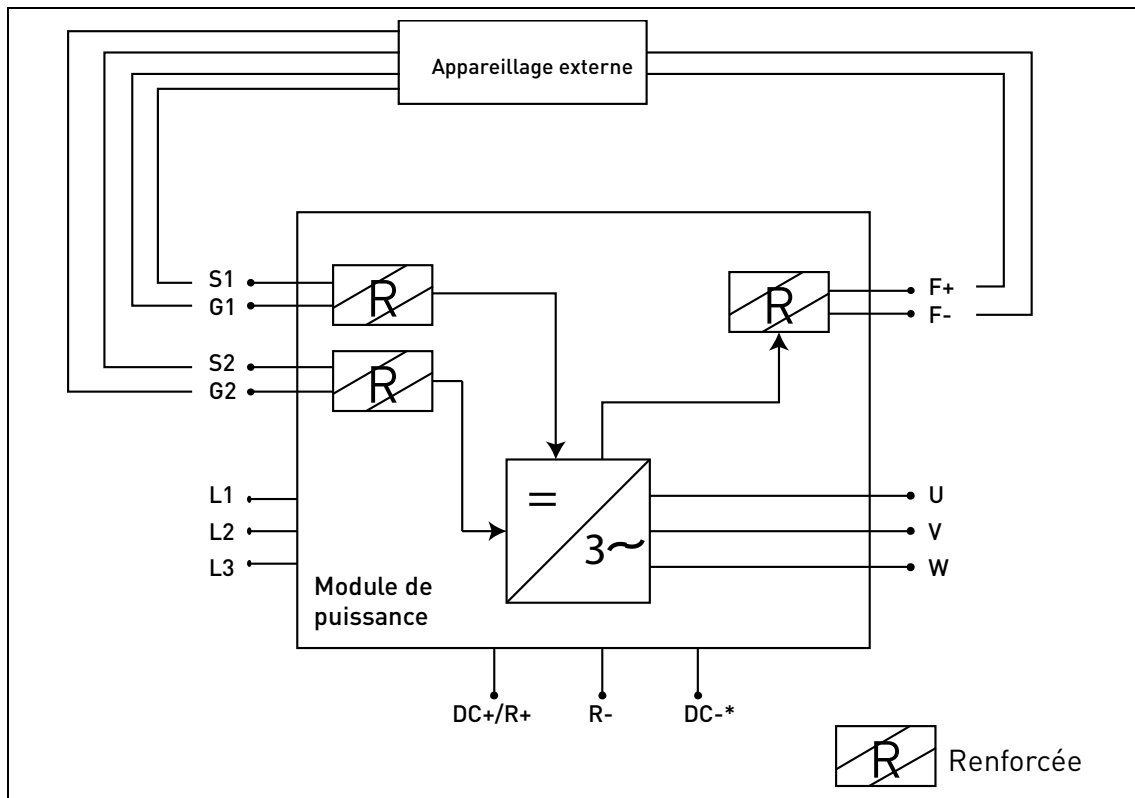 Appareillage externe
S1
G1
R
R
F+
F-
S2
G2
R
L1
L2
L3
=
3~
U
V
W
Module de
puissance
DC+/R+ R- DC-*
R Renforcée